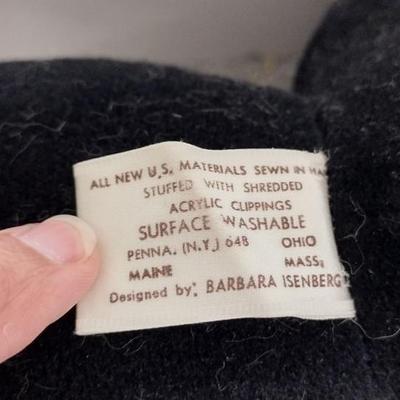 ALL NEW U.S. MATERIALS SEWN IN
STUFFED WITH SHREDDED
ACRYLIC CLIPPINGS
SURFACE WASHABLE
PENNA. (N.Y.) 648 OHIO
MAINE MASS.
Designed by: BARBARA ISENBERG